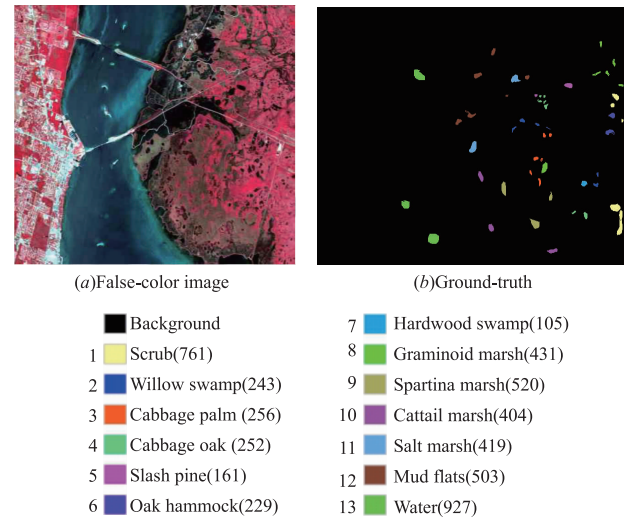 (a)False-color image
(b)Ground-truth
Background
1 Scrub(761)
2 Willow swamp(243)
3 Cabbage palm (256)
4 Cabbage oak (252)
5 Slash pine(161)
6 Oak hammock(229)
7 Hardwood swamp(105)
8 Graminoid marsh(431)
9 Spartina marsh(520)
10 Cattail marsh(404)
11 Salt marsh(419)
12 Mud flats(503)
13 Water(927)